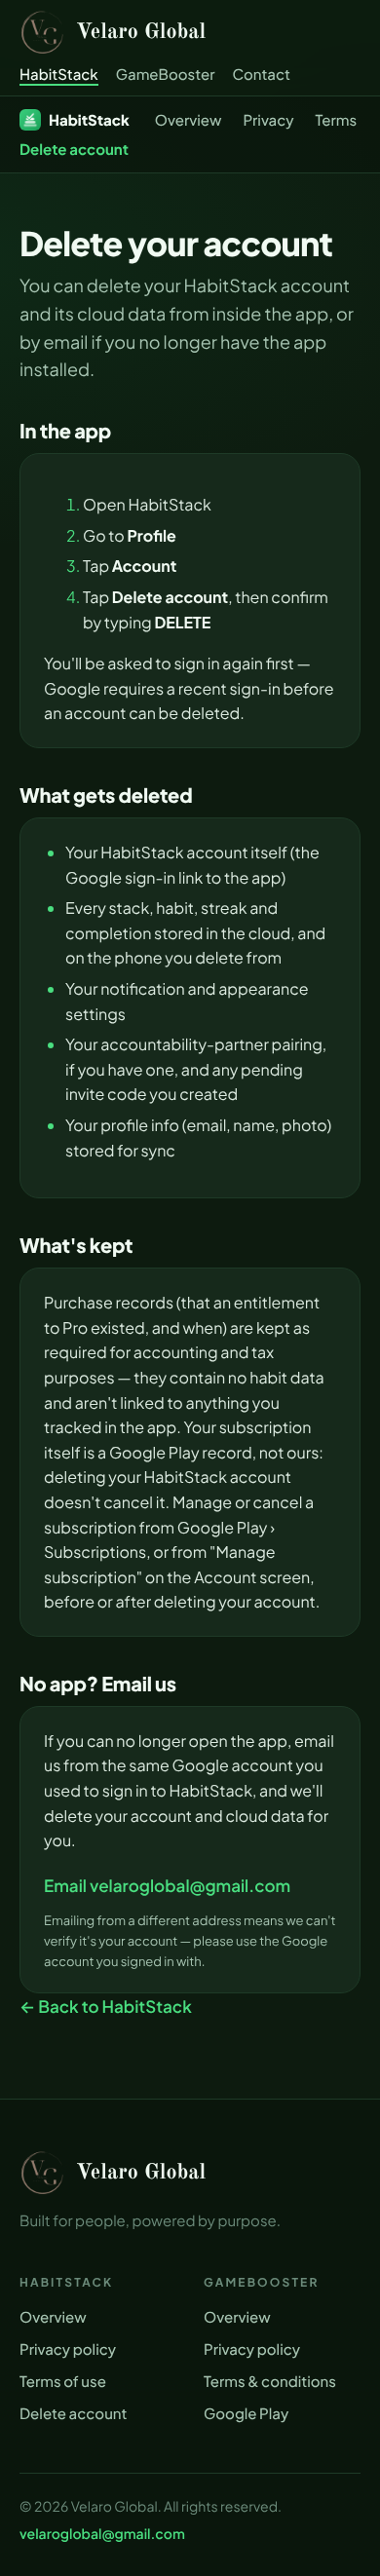 VG Velaro Global
HabitStack GameBooster Contact
HabitStack Overview Privacy Terms
Delete account
Delete your account
You can delete your HabitStack account
and its cloud data from inside the app, or
by email if you no longer have the app
installed.
In the app
1. Open HabitStack
2. Go to Profile
3. Tap Account
4. Tap Delete account, then confirm
by typing DELETE
You'll be asked to sign in again first —
Google requires a recent sign-in before
an account can be deleted.
What gets deleted
• Your HabitStack account itself (the
Google sign-in link to the app)
• Every stack, habit, streak and
completion stored in the cloud, and
on the phone you delete from
• Your notification and appearance
settings
• Your accountability-partner pairing,
if you have one, and any pending
invite code you created
• Your profile info (email, name, photo)
stored for sync
What's kept
Purchase records (that an entitlement
to Pro existed, and when) are kept as
required for accounting and tax
purposes — they contain no habit data
and aren't linked to anything you
tracked in the app. Your subscription
itself is a Google Play record, not ours:
deleting your HabitStack account
doesn't cancel it. Manage or cancel a
subscription from Google Play ›
Subscriptions, or from "Manage
subscription" on the Account screen,
before or after deleting your account.
No app? Email us
If you can no longer open the app, email
us from the same Google account you
used to sign in to HabitStack, and we'll
delete your account and cloud data for
you.
Email velaroglobal@gmail.com
Emailing from a different address means we can't
verify it's your account — please use the Google
account you signed in with.
← Back to HabitStack
VG Velaro Global
Built for people, powered by purpose.
HABITSTACK GAMEBOOSTER
Overview Overview
Privacy policy Privacy policy
Terms of use Terms & conditions
Delete account Google Play
© 2026 Velaro Global. All rights reserved.
velaroglobal@gmail.com